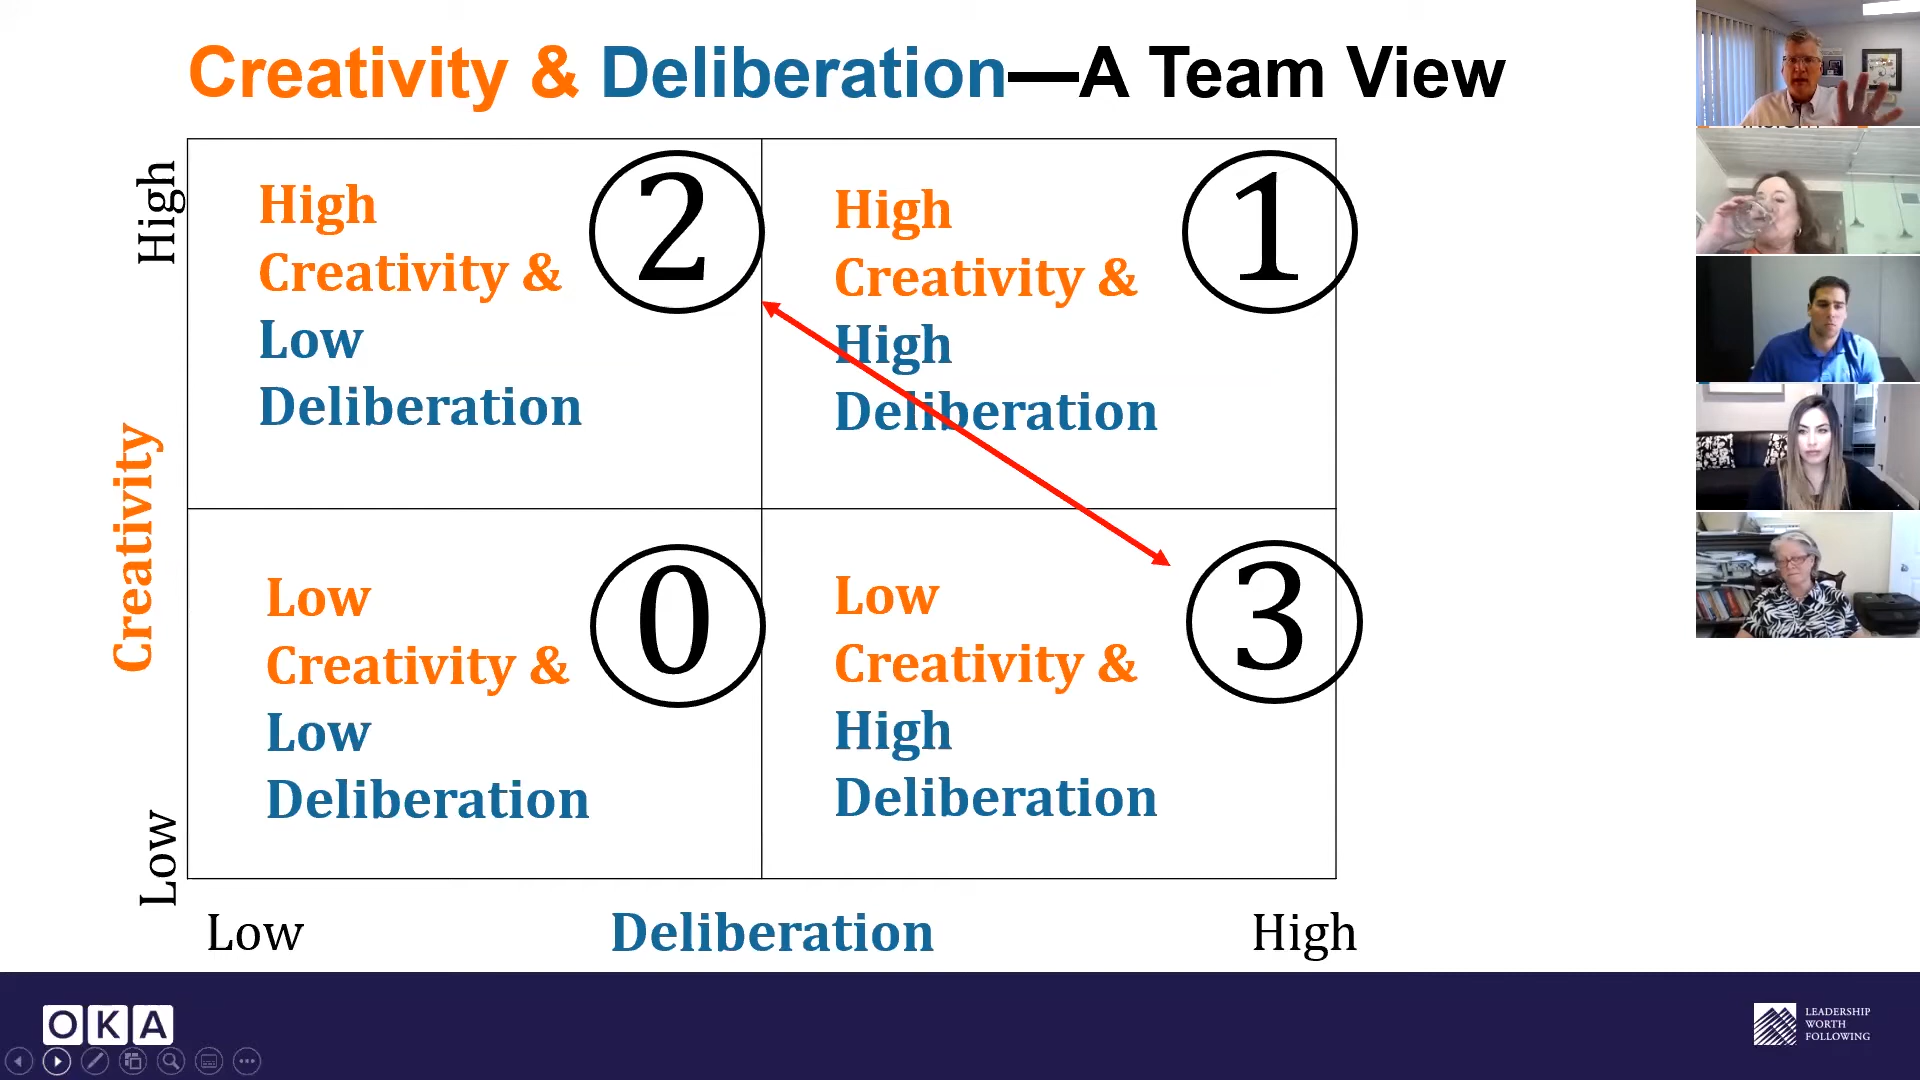 Creativity & Deliberation—A Team View
High
High
Creativity &
Low
Deliberation
2
High
Creativity &
High
Deliberation
1
Creativity
Low
Creativity &
Low
Deliberation
0
Low
Creativity &
High
Deliberation
3
Low
Low
Deliberation
High
OKA
LEADERSHIP
WORTH
FOLLOWING